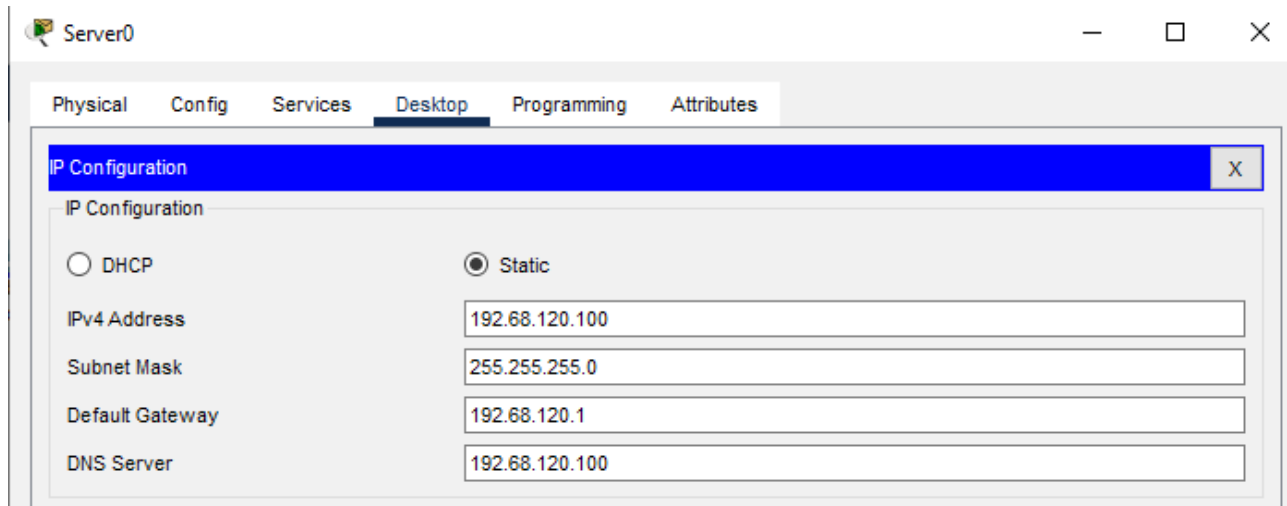 Server0
Physical Config Services Desktop Programming Attributes
IP Configuration X
IP Configuration
DHCP Static
IPv4 Address 192.68.120.100
Subnet Mask 255.255.255.0
Default Gateway 192.68.120.1
DNS Server 192.68.120.100